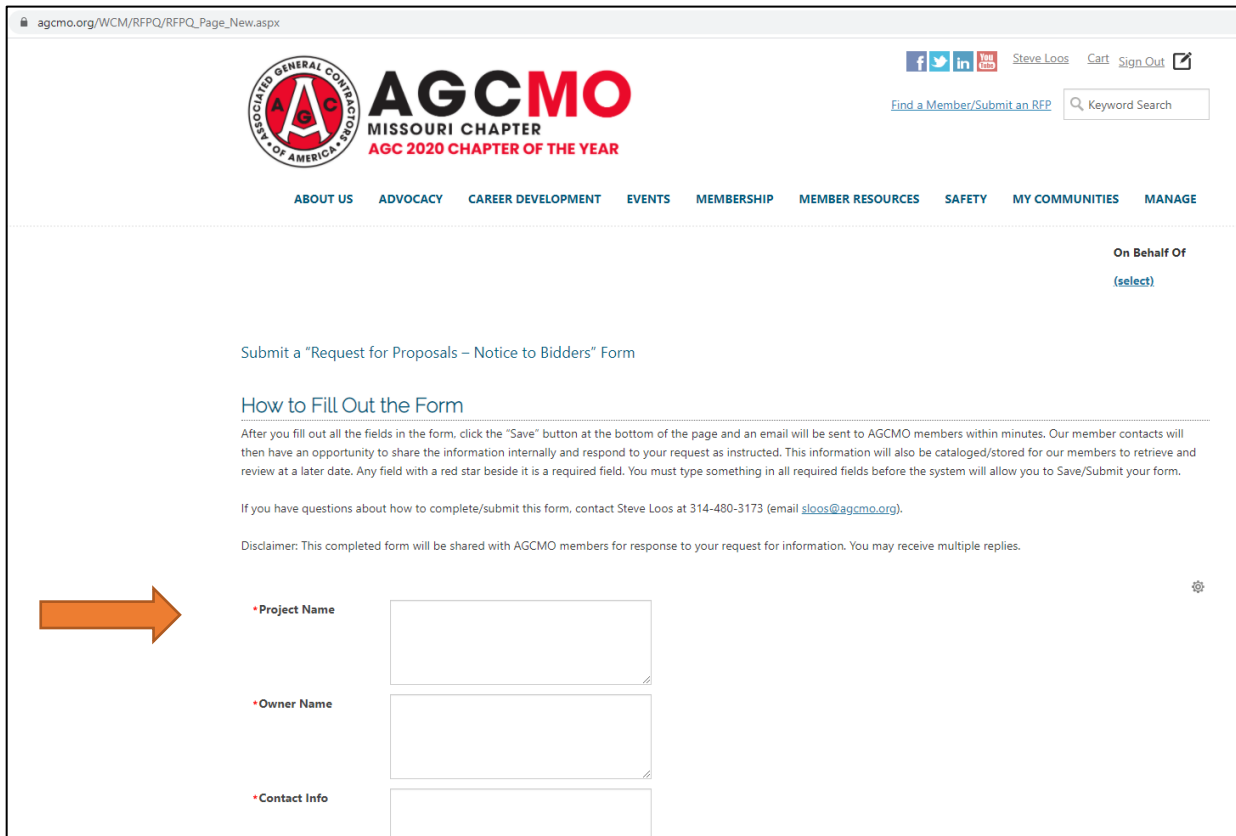 agcmo.org/WCM/RFPQ/RFPQ_Page_New.aspx
ASSOCIATED GENERAL CONTRACTORS OF AMERICA
AGC
AGCMO
MISSOURI CHAPTER
AGC 2020 CHAPTER OF THE YEAR
f in You Tube Steve Loos Cart Sign Out
Find a Member/Submit an RFP Keyword Search
ABOUT US ADVOCACY CAREER DEVELOPMENT EVENTS MEMBERSHIP MEMBER RESOURCES SAFETY MY COMMUNITIES MANAGE
On Behalf Of
(select)
Submit a "Request for Proposals – Notice to Bidders" Form
How to Fill Out the Form
After you fill out all the fields in the form, click the "Save" button at the bottom of the page and an email will be sent to AGCMO members within minutes. Our member contacts will
then have an opportunity to share the information internally and respond to your request as instructed. This information will also be cataloged/stored for our members to retrieve and
review at a later date. Any field with a red star beside it is a required field. You must type something in all required fields before the system will allow you to Save/Submit your form.
If you have questions about how to complete/submit this form, contact Steve Loos at 314-480-3173 (email sloos@agcmo.org).
Disclaimer: This completed form will be shared with AGCMO members for response to your request for information. You may receive multiple replies.
*Project Name
*Owner Name
*Contact Info